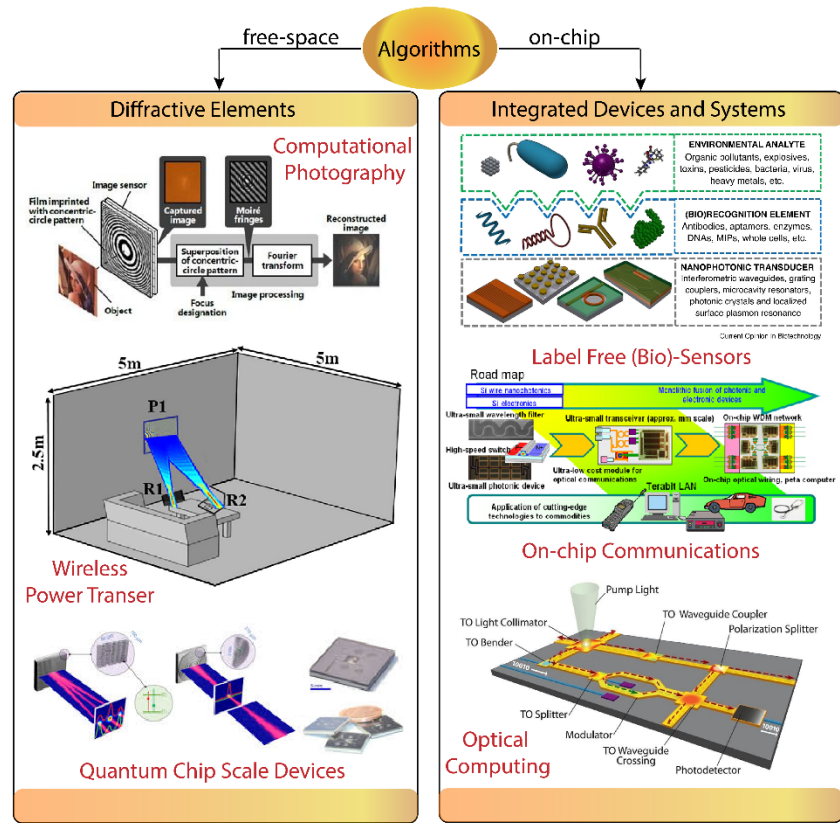 Algorithms
free-space
on-chip
Diffractive Elements
Computational
Photography
Image sensor
Film imprinted
with concentric-
circle pattern
Captured
image
Moiré
fringes
Reconstructed
image
Superposition
of concentric-
circle pattern
Fourier
transform
Image processing
Focus
designation
Object
5m
5m
2.5m
P1
R1
R2
Wireless
Power Transer
Quantum Chip Scale Devices
Integrated Devices and Systems
ENVIRONMENTAL ANALYTE
Organic pollutants, explosives,
toxins, pesticides, bacteria, virus,
heavy metals, etc.
(BIO)RECOGNITION ELEMENT
Antibodies, aptamers, enzymes,
DNAs, MIPs, whole cells, etc.
NANOPHOTONIC TRANSDUCER
Interferometric waveguides, grating
couplers, microcavity resonators,
photonic crystals and localized
surface plasmon resonance
Current Opinion in Biotechnology
Label Free (Bio)-Sensors
Road map
Si wire nanophotonics
Si electronics
Monolithic fusion of photonic and
electronic devices
Ultra-small wavelength filter
High-speed switch
Ultra-small photonic device
Ultra-small transceiver (approx. mm scale)
Ultra-low cost module for
optical communications
On-chip WDM network
On-chip optical wiring, peta computer
Terabit LAN
Application of cutting-edge
technologies to commodities
On-chip Communications
Pump Light
TO Light Collimator
TO Waveguide Coupler
Polarization Splitter
TO Bender
10010
TO Splitter
Modulator
TO Waveguide
Crossing
Photodetector
10010
Optical
Computing